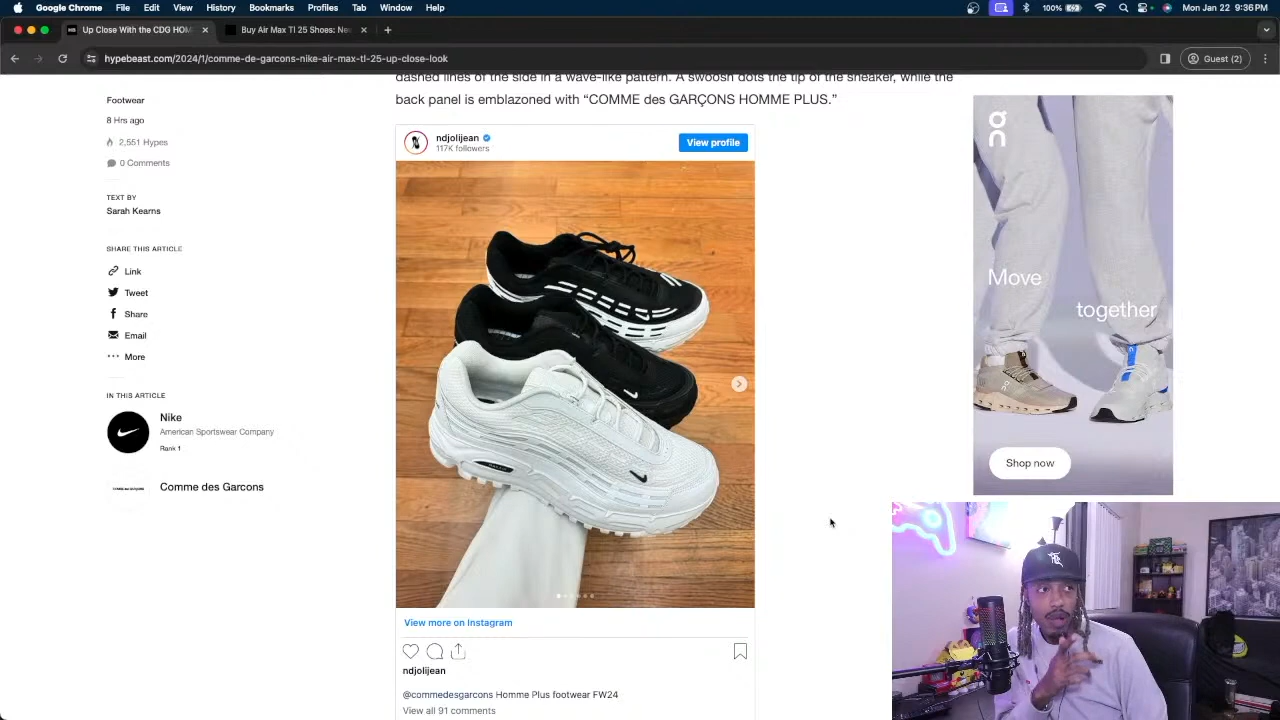 Google Chrome File Edit View History Bookmarks Profiles Tab Window Help 100% Mon Jan 22 9:36 PM
Up Close With the CDG HOM Buy Air Max Tl 25 Shoes: Ne
hypebeast.com/2024/1/comme-de-garcons-nike-air-max-tl-25-up-close-look Guest (2)
dashed lines of the side in a wave-like pattern. A swoosh dots the tip of the sneaker, while the
back panel is emblazoned with “COMME des GARÇONS HOMME PLUS.”
Footwear
8 Hrs ago
2,551 Hypes
0 Comments
TEXT BY
Sarah Kearns
SHARE THIS ARTICLE
Link
Tweet
Share
Email
More
IN THIS ARTICLE
Nike
American Sportswear Company
Rank 1
COMME des GARÇONS
Comme des Garcons
ndjolijean
117K followers
View profile
View more on Instagram
ndjolijean
@commedesgarcons Homme Plus footwear FW24
View all 91 comments
on
Move
together
Shop now